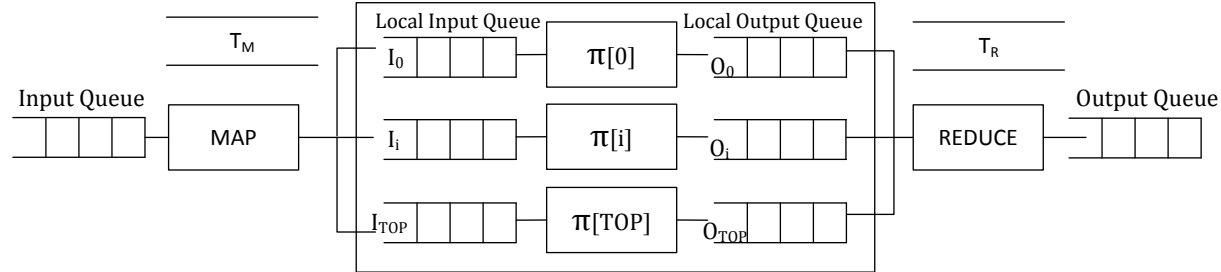 Local Input Queue
Local Output Queue
T_M
T_R
I_0
π[0]
O_0
Input Queue
Output Queue
MAP
I_i
π[i]
O_i
REDUCE
I_TOP
π[TOP]
O_TOP